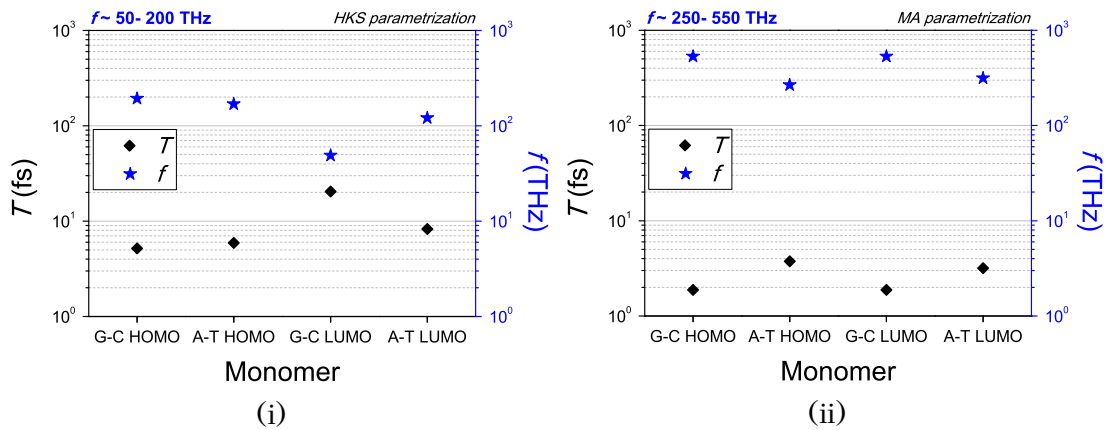 f ~ 50- 200 THz
HKS parametrization
10³
10²
10¹
10⁰
T (fs)
T
f
10³
10²
10¹
10⁰
f (THz)
G-C HOMO A-T HOMO G-C LUMO A-T LUMO
Monomer
(i)
f ~ 250- 550 THz
MA parametrization
10³
10²
10¹
10⁰
T (fs)
T
f
10³
10²
10¹
10⁰
f (THz)
G-C HOMO A-T HOMO G-C LUMO A-T LUMO
Monomer
(ii)